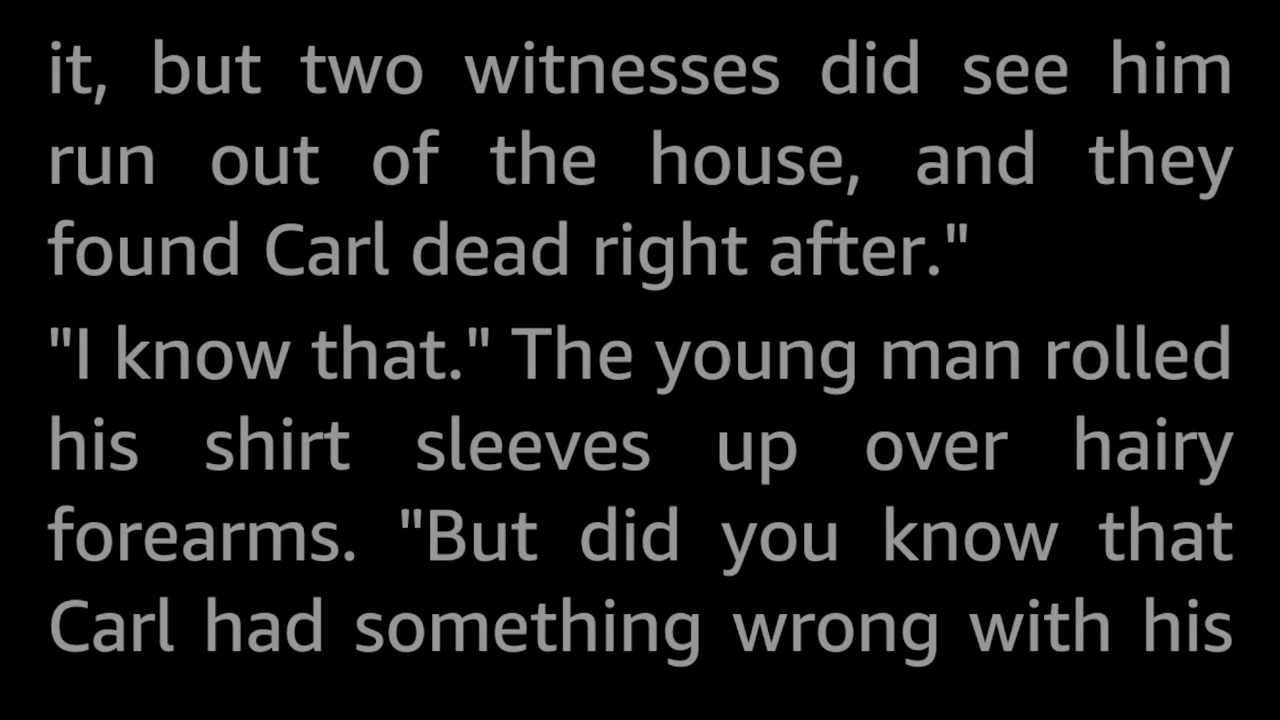 it, but two witnesses did see him
run out of the house, and they
found Carl dead right after."
"I know that." The young man rolled
his shirt sleeves up over hairy
forearms. "But did you know that
Carl had something wrong with his